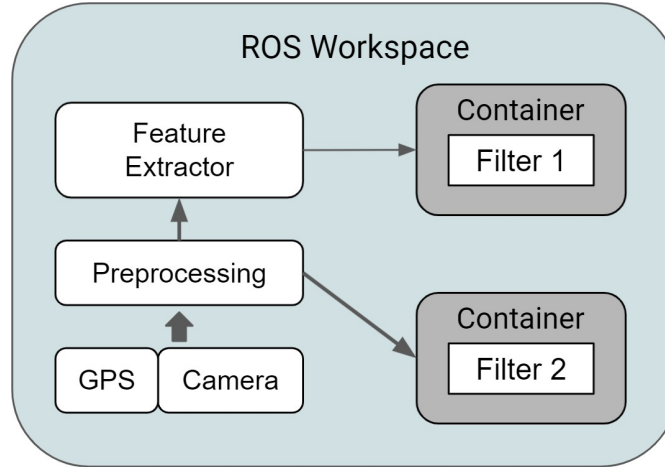 ROS Workspace
Feature
Extractor
Container
Filter 1
Preprocessing
GPS
Camera
Container
Filter 2